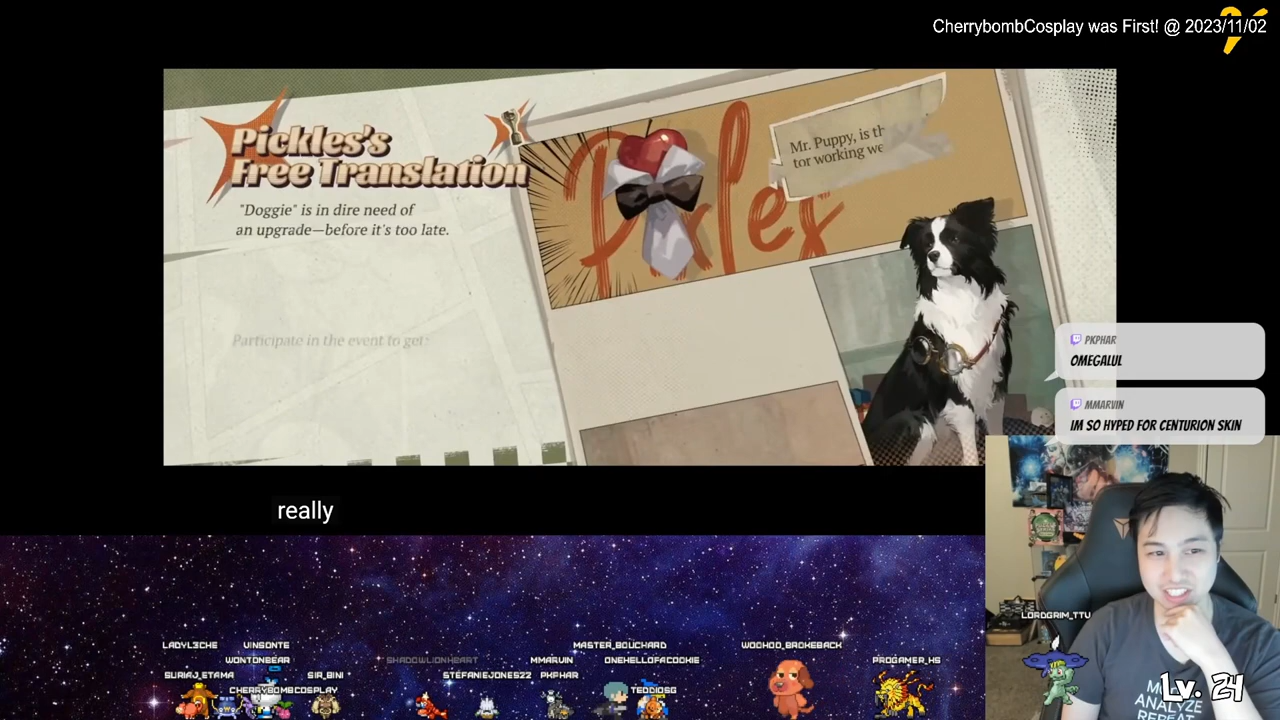 CherrybombCosplay was First! @ 2023/11/02
Pickles's
Free Translation
"Doggie" is in dire need of
an upgrade—before it's too late.
Participate in the event to get:
Mr. Puppy, is th
tor working we
PKPHAR
OMEGALUL
MMARVIN
IM SO HYPED FOR CENTURION SKIN
really
LORDGRIM_TTV
LADYL3CHE
VINSONTE
MASTER_BOUCHARD
WOOHOO_BROKEBACK
WONTONBEAR
SHADOWLIONHEART
MMARVIN
ONEHELLOFACOOKIE
PROGAMER_HS
SURIAJ_ETAMA
SIR_BINI
STEFANIEJONES22
PKPHAR
CHERRYBOMBCOSPLAY
TEDDIOSG
Lv. 24
ANALYZE